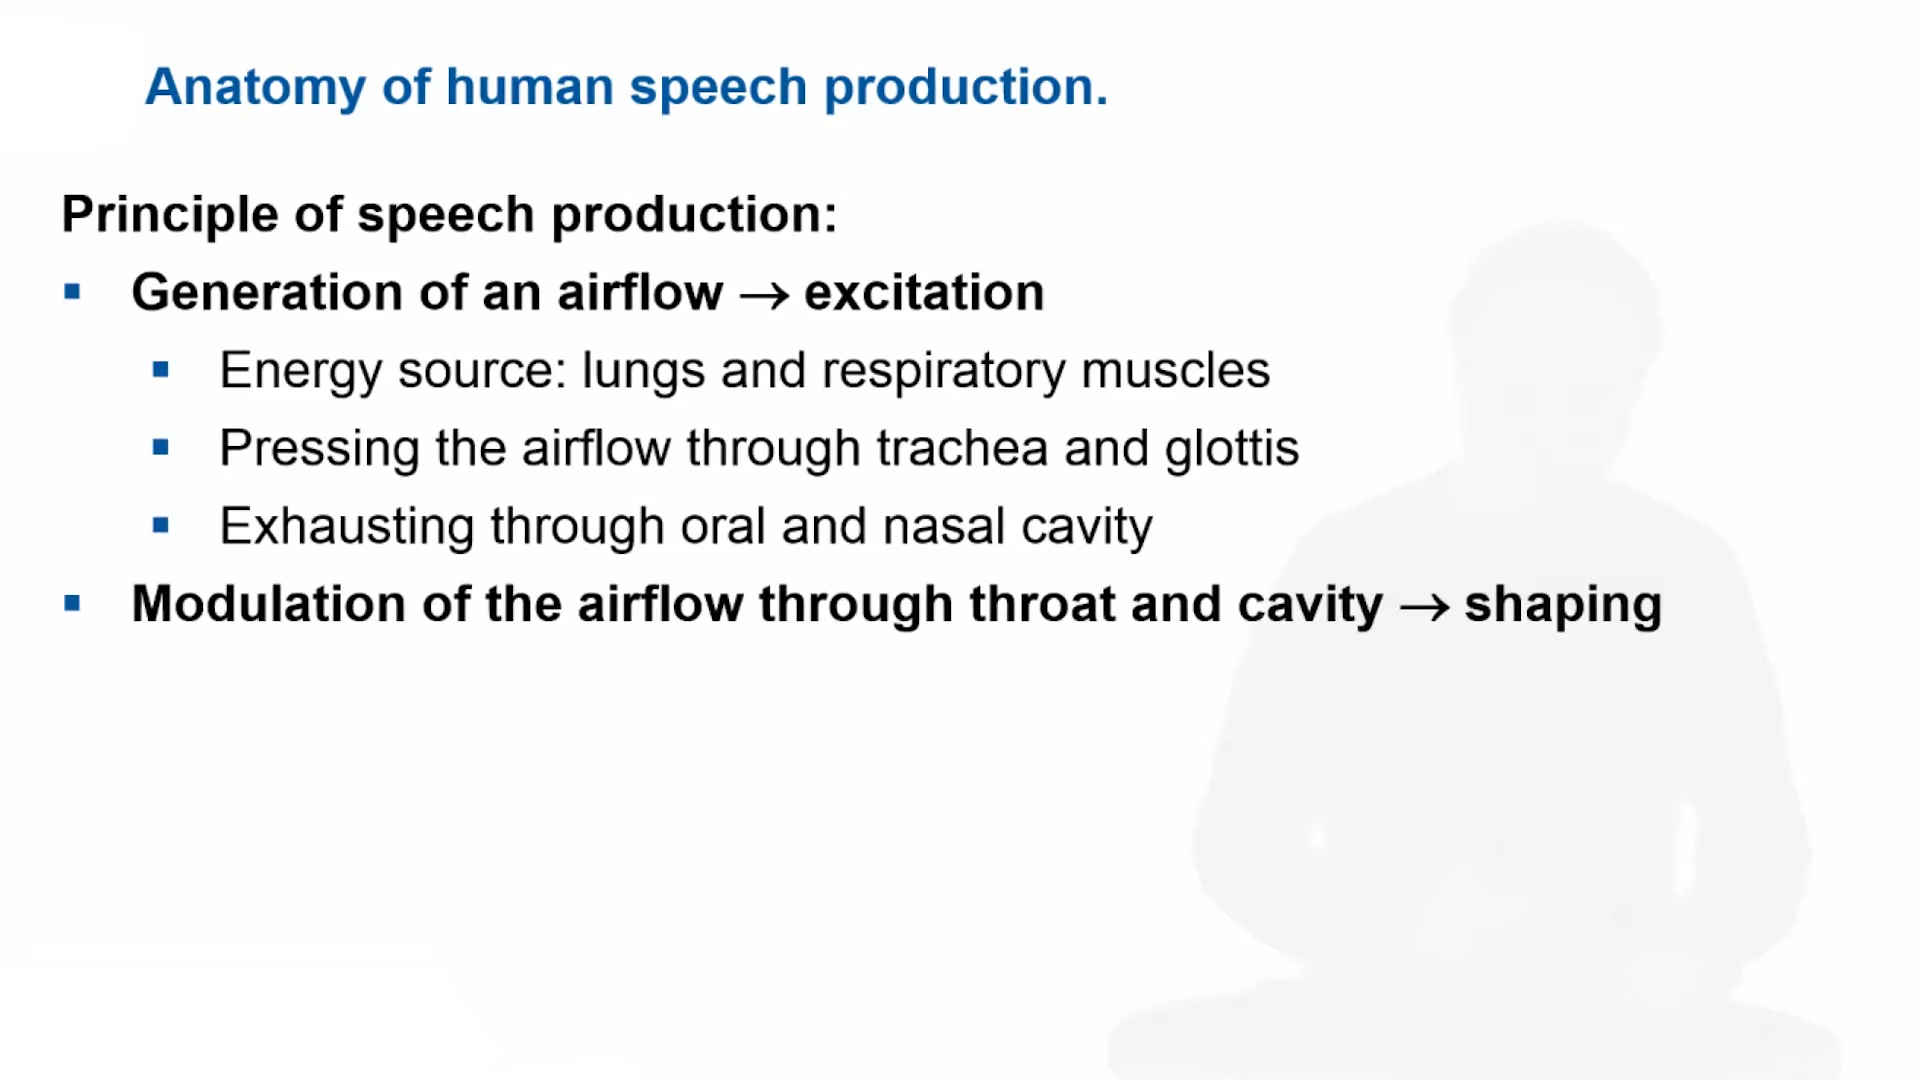 Anatomy of human speech production.
Principle of speech production:
▪ Generation of an airflow → excitation
▪ Energy source: lungs and respiratory muscles
▪ Pressing the airflow through trachea and glottis
▪ Exhausting through oral and nasal cavity
▪ Modulation of the airflow through throat and cavity → shaping